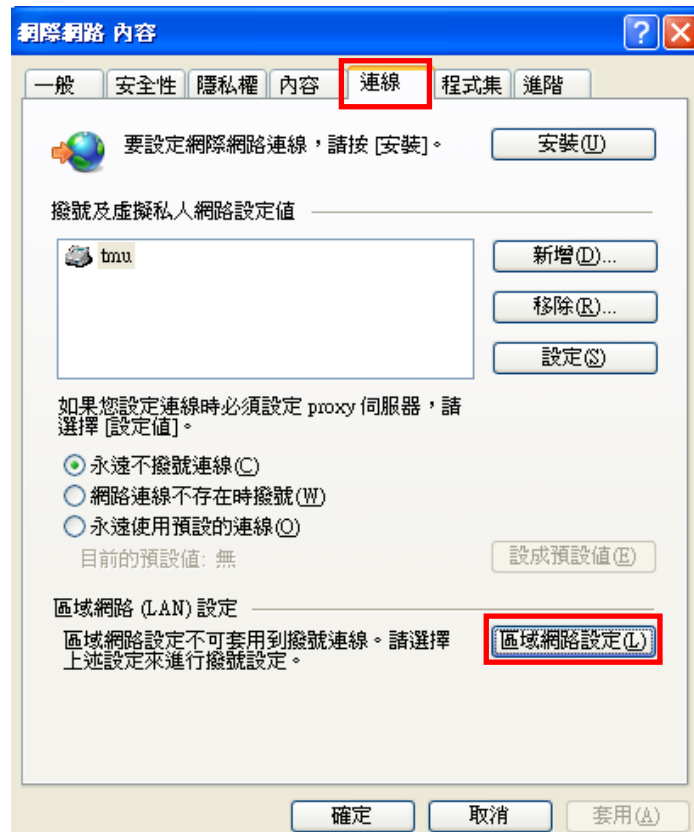 網際網路 內容
一般 安全性 隱私權 內容 連線 程式集 進階
要設定網際網路連線，請按 [安裝]。 安裝(U)
撥號及虛擬私人網路設定值
tmu
新增(D)...
移除(R)...
設定(S)
如果您設定連線時必須設定 proxy 伺服器，請
選擇 [設定值]。
永遠不撥號連線(C)
網路連線不存在時撥號(W)
永遠使用預設的連線(O)
目前的預設值: 無 設成預設值(E)
區域網路 (LAN) 設定
區域網路設定不可套用到撥號連線。請選擇
上述設定來進行撥號設定。
區域網路設定(L)
確定 取消 套用(A)